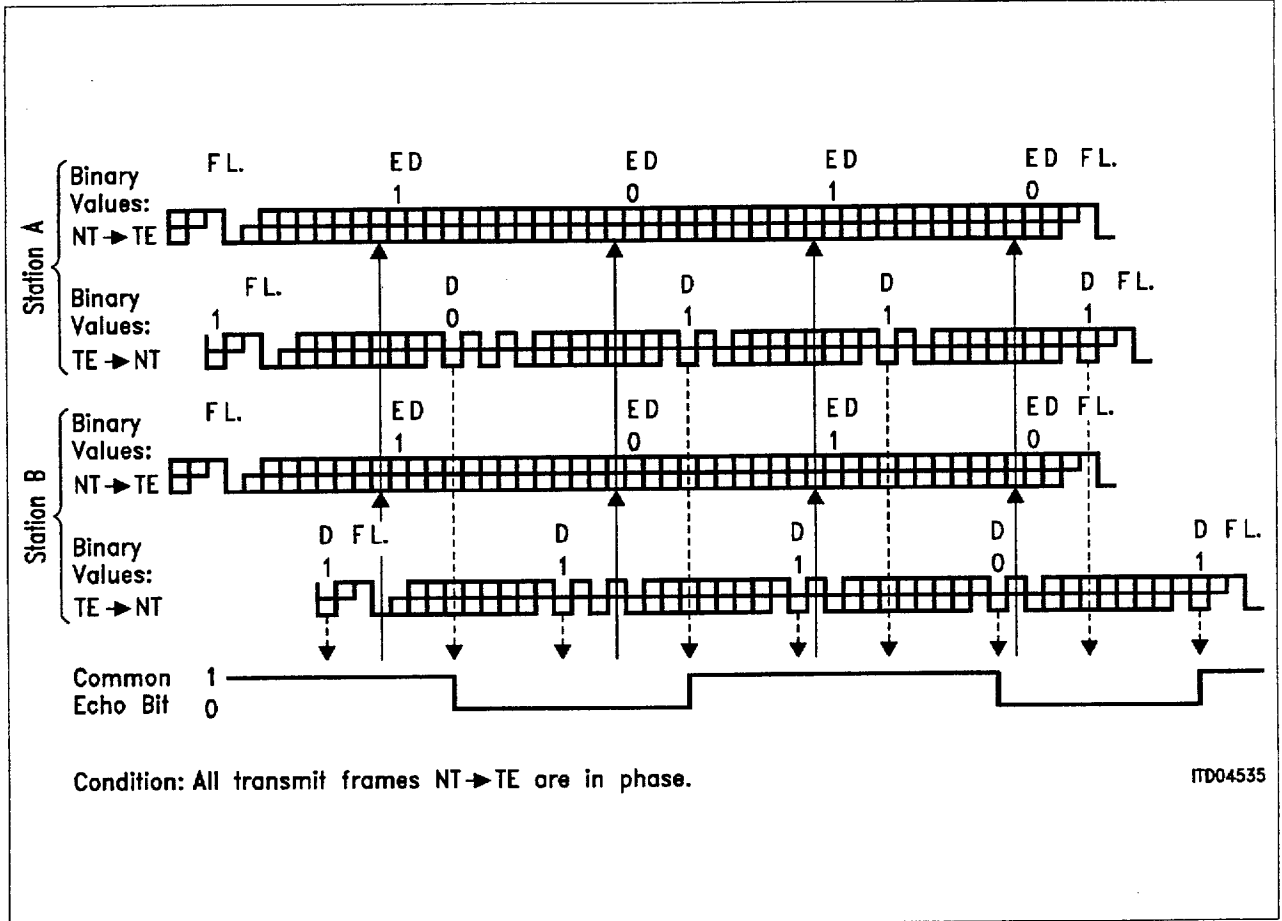 FL. ED ED ED ED FL.
Binary Values: 1 0 1 0
NT → TE
Station A
FL. D D D D FL.
Binary Values: 1 0 1 1 1
TE → NT
FL. ED ED ED ED FL.
Binary Values: 1 0 1 0
NT → TE
Station B
D FL. D D D D FL.
Binary Values: 1 1 1 0 1
TE → NT
Common 1
Echo Bit 0
Condition: All transmit frames NT → TE are in phase.
ITD04535